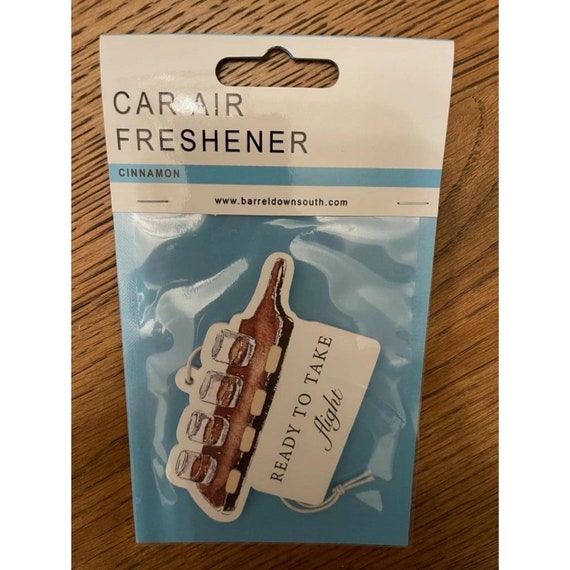 CAR AIR
FRESHENER
CINNAMON
www.barreldownsouth.com
READY TO TAKE
flight